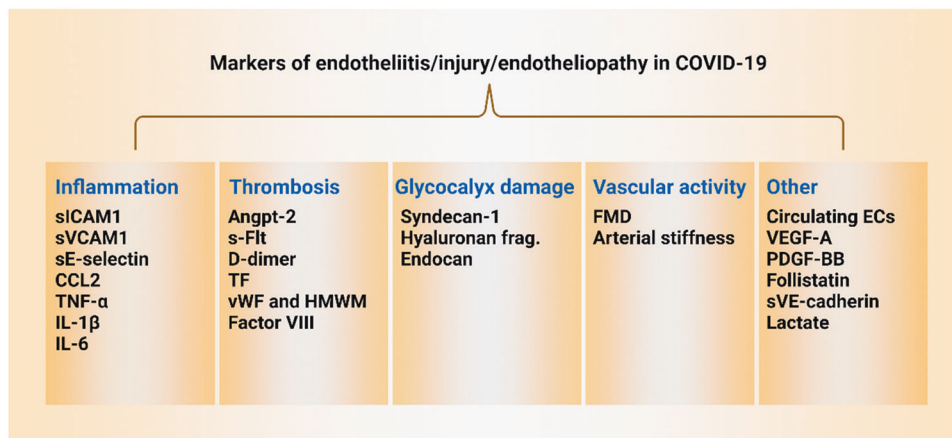 Markers of endotheliitis/injury/endotheliopathy in COVID-19
Inflammation
sICAM1
sVCAM1
sE-selectin
CCL2
TNF-α
IL-1β
IL-6
Thrombosis
Angpt-2
s-Flt
D-dimer
TF
vWF and HMWM
Factor VIII
Glycocalyx damage
Syndecan-1
Hyaluronan frag.
Endocan
Vascular activity
FMD
Arterial stiffness
Other
Circulating ECs
VEGF-A
PDGF-BB
Follistatin
sVE-cadherin
Lactate